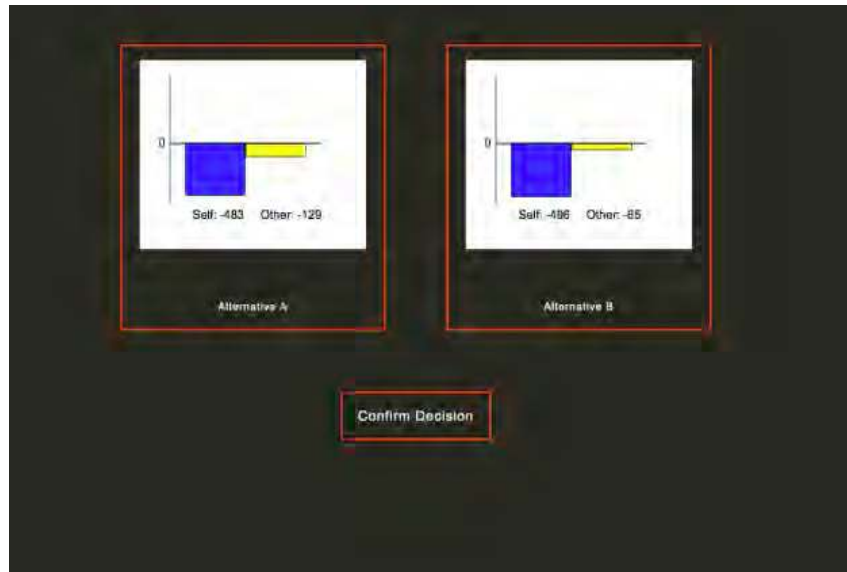 0
Self: -483 Other: -129
Alternative A
0
Self: -496 Other: -65
Alternative B
Confirm Decision